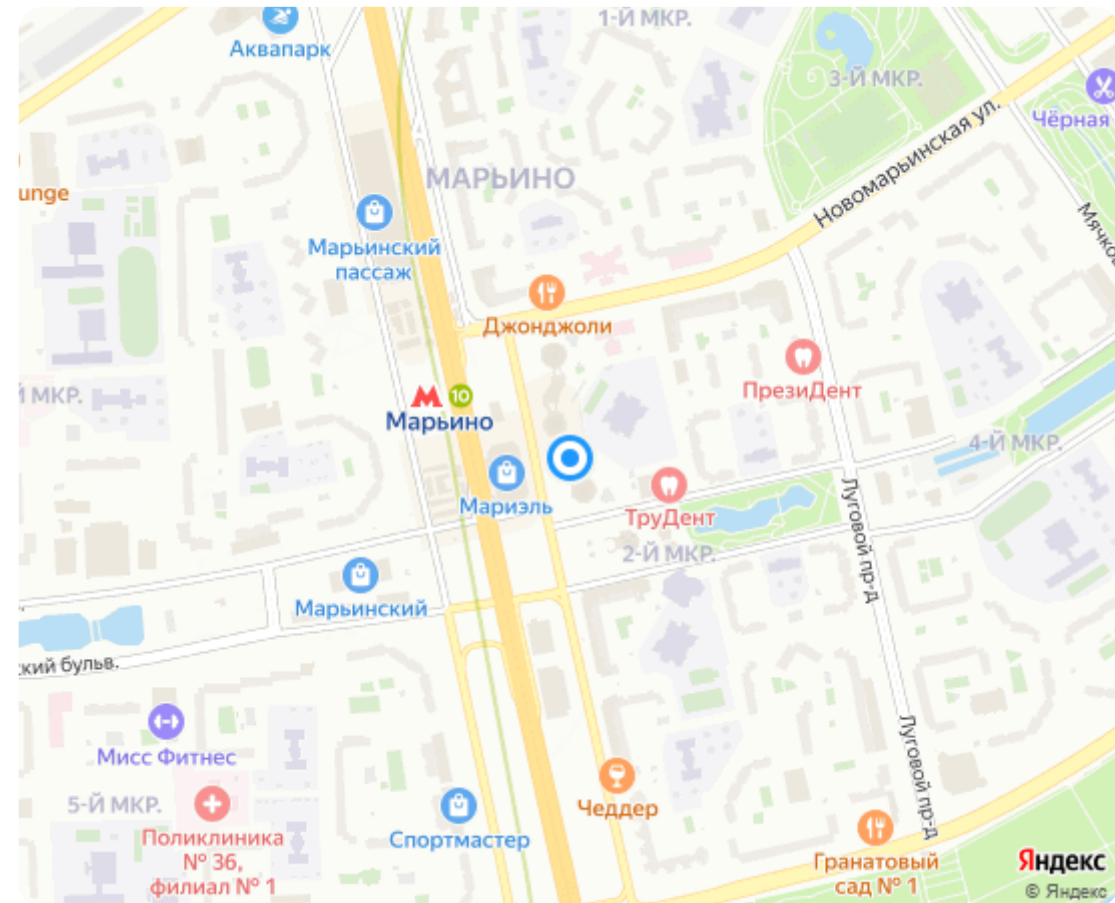 1-Й МКР.
Аквапарк
3-Й МКР.
Чёрная
unge
МАРЬИНО
Новомарьинская ул.
Марьинский
пассаж
Джонджоли
ПрезиДент
МКР.
М 10
Марьино
4-Й МКР.
Мариэль
ТруДент
Луговой пр-д
2-Й МКР.
Марьинский
ский бульв.
Мисс Фитнес
Луговой пр-д
5-Й МКР.
Чеддер
Поликлиника
№ 36,
филиал № 1
Спортмастер
Гранатовый
сад № 1
Яндекс
© Яндекс